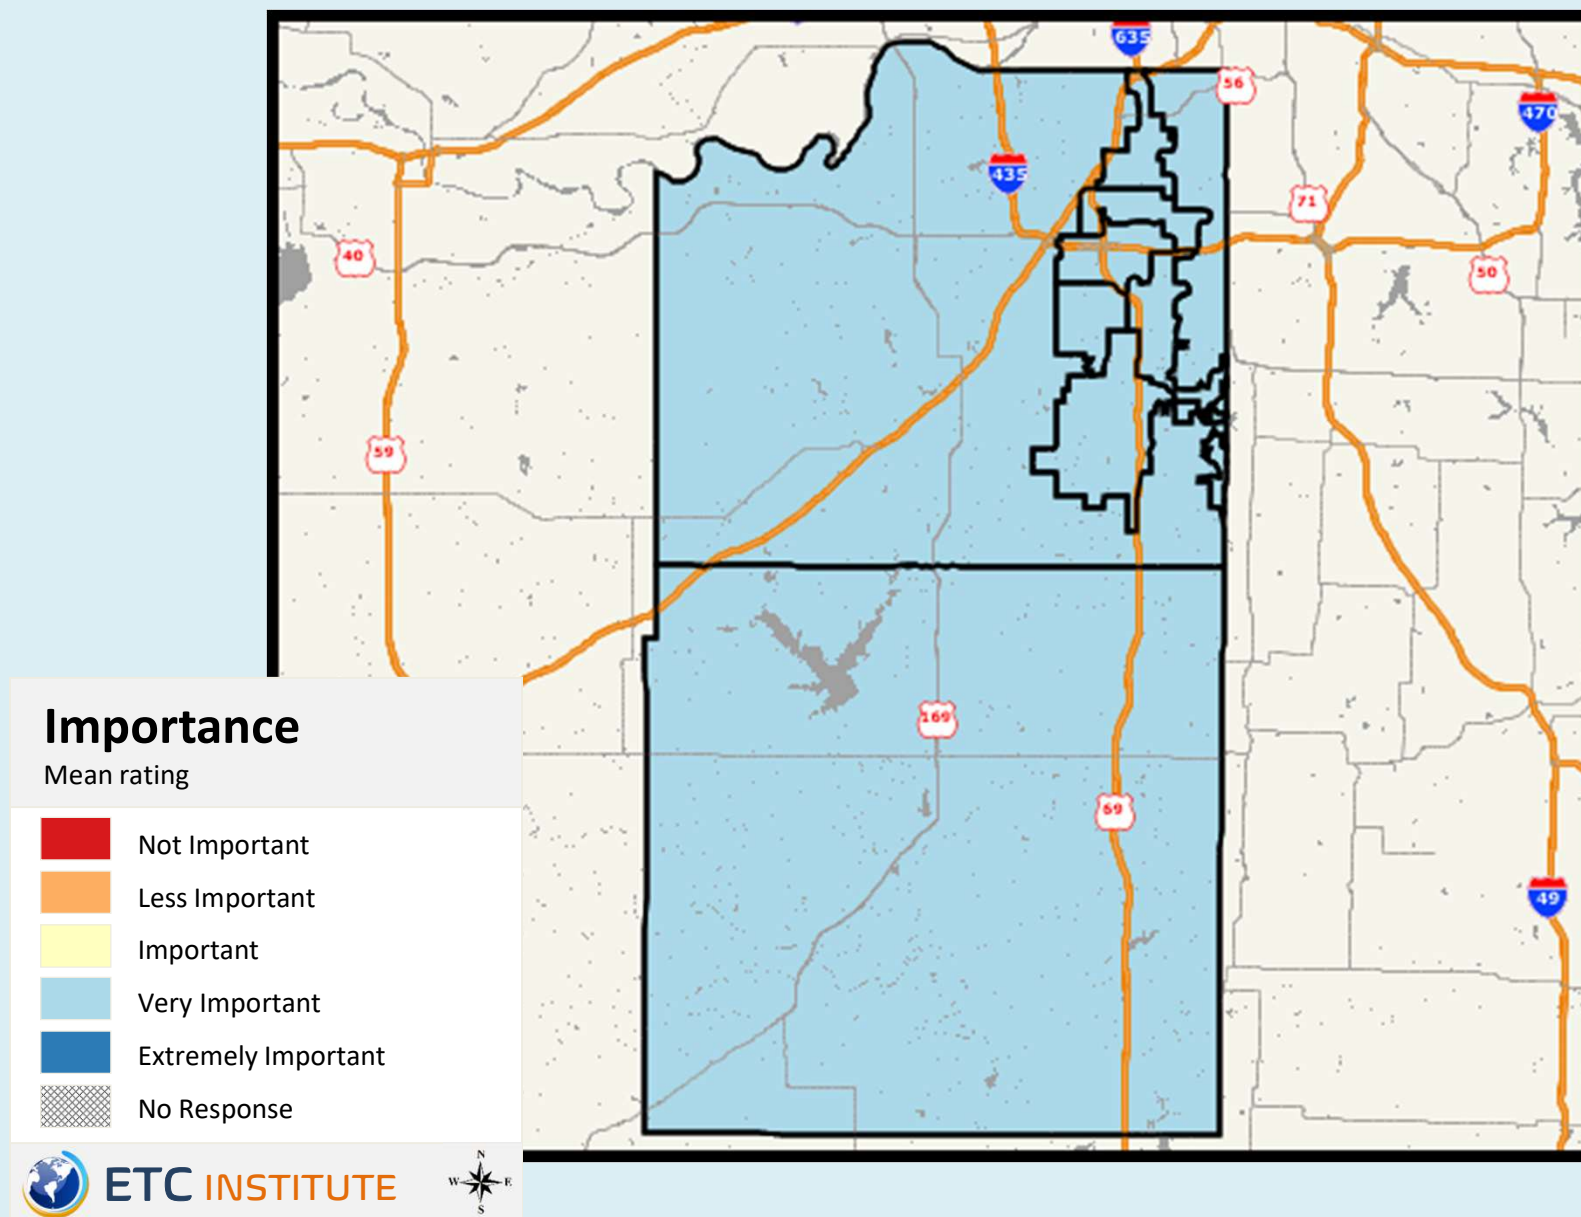 635
56
470
435
71
40
50
59
169
69
49
Importance
Mean rating
Not Important
Less Important
Important
Very Important
Extremely Important
No Response
ETC INSTITUTE
N
W E
S